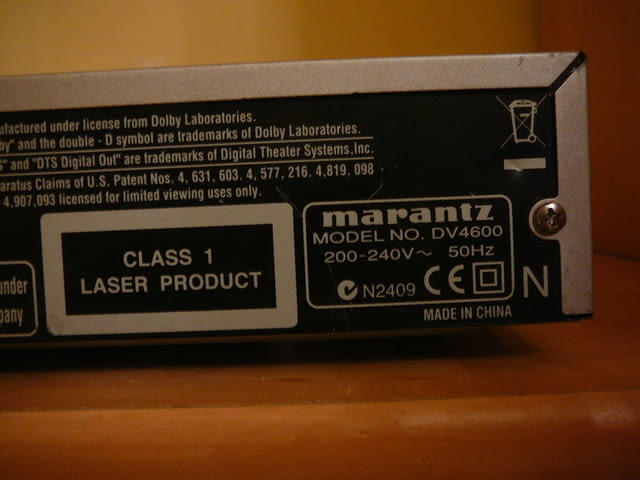 ufactured under license from Dolby Laboratories.
by" and the double - D symbol are trademarks of Dolby Laboratories.
S" and "DTS Digital Out" are trademarks of Digital Theater Systems,Inc.
aratus Claims of U.S. Patent Nos. 4, 631, 603. 4, 577, 216. 4, 819, 098
4,907,093 licensed for limited viewing uses only.
CLASS 1
LASER PRODUCT
under
pany
marantz
MODEL NO. DV4600
200-240V~ 50Hz
N2409 CE
N
MADE IN CHINA